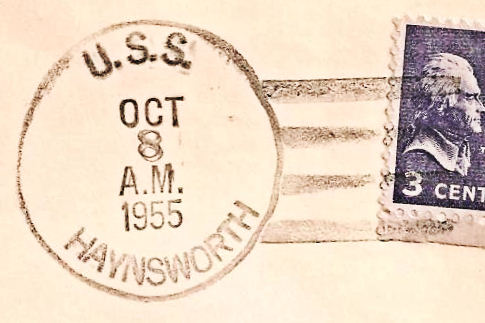 U.S.S.
OCT
8
A.M.
1955
HAYNSWORTH
3 CENT